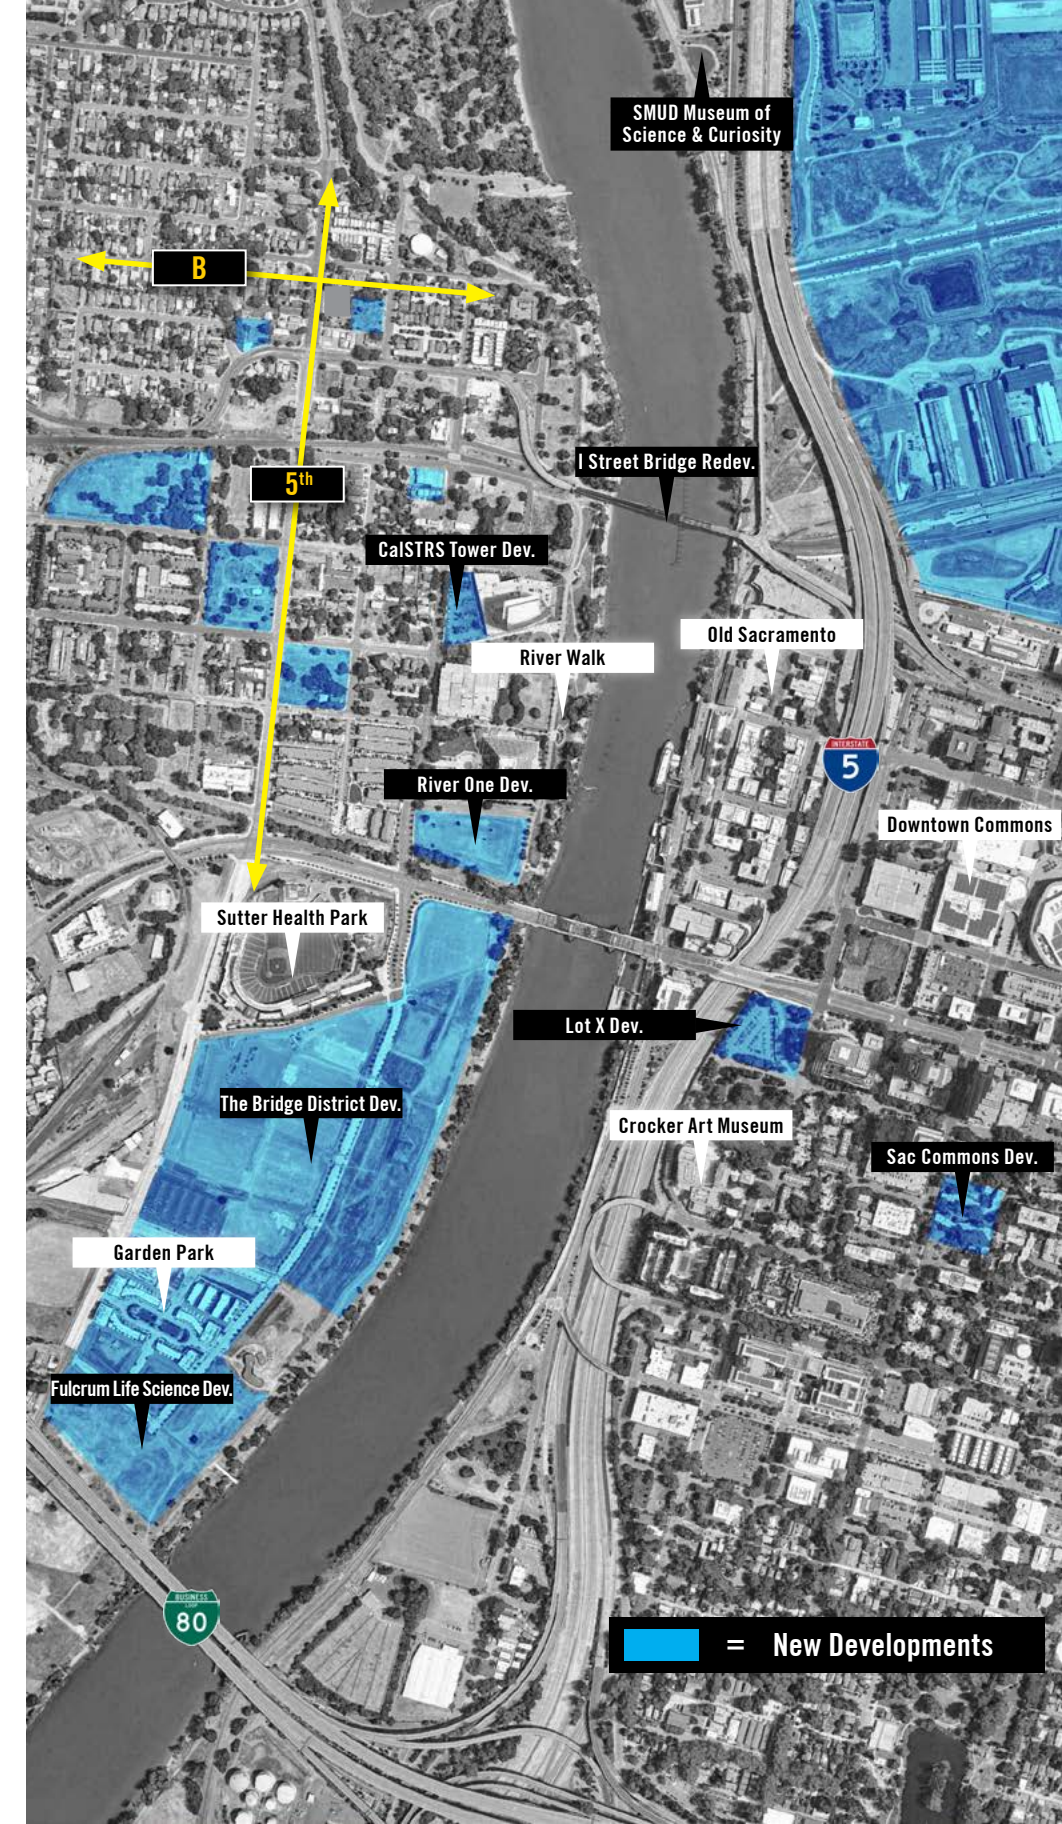 SMUD Museum of
Science & Curiosity
B
I Street Bridge Redev.
5th
CalSTRS Tower Dev.
Old Sacramento
River Walk
INTERSTATE
5
River One Dev.
Downtown Commons
Sutter Health Park
Lot X Dev.
The Bridge District Dev.
Crocker Art Museum
Sac Commons Dev.
Garden Park
Fulcrum Life Science Dev.
BUSINESS
LOOP
80
= New Developments